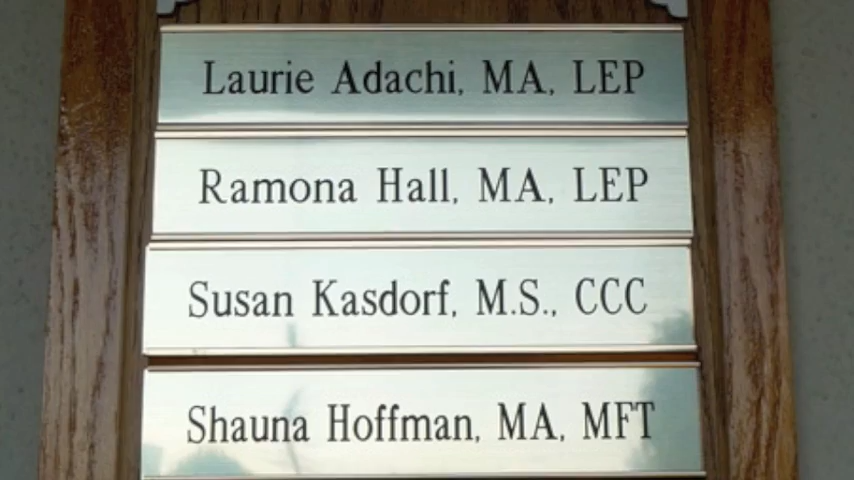 Laurie Adachi, MA, LEP
Ramona Hall, MA, LEP
Susan Kasdorf, M.S., CCC
Shauna Hoffman, MA, MFT